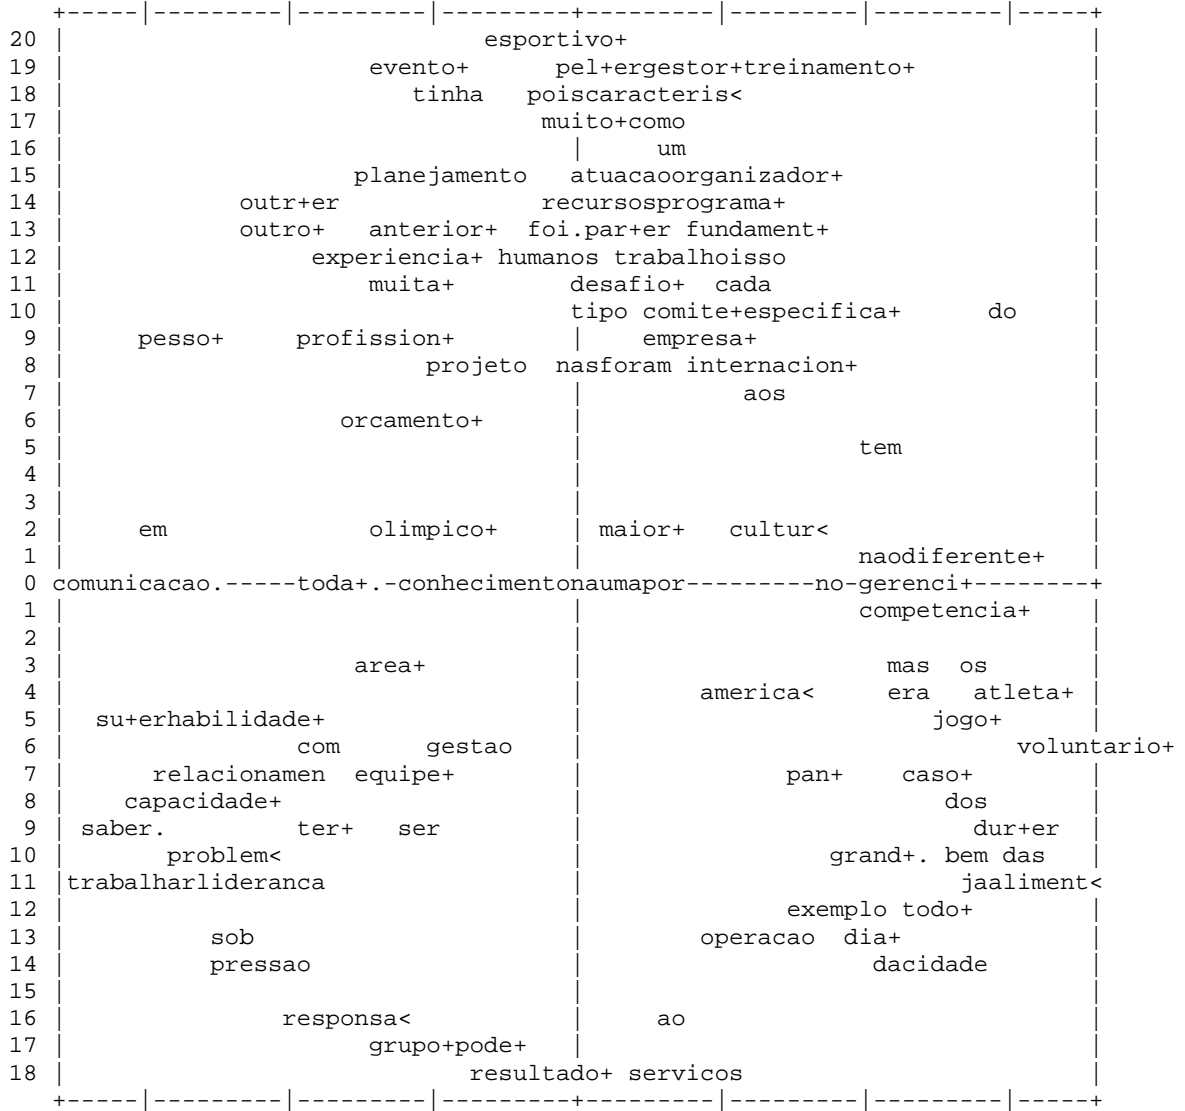 +-----|---------|---------|---------+---------|---------|---------|-----+
20 | esportivo+ |
19 | evento+ pel+ergestor+treinamento+ |
18 | tinha poiscaracteris< |
17 | muito+como |
16 | | um |
15 | planejamento atuacaoorganizador+ |
14 | outr+er recursosprograma+ |
13 | outro+ anterior+ foi.par+er fundament+ |
12 | experiencia+ humanos trabalhoisso |
11 | muita+ desafio+ cada |
10 | tipo comite+especifica+ do |
9 | pesso+ profission+ | empresa+ |
8 | projeto nasforam internacion+ |
7 | | aos |
6 | orcamento+ | |
5 | | tem |
4 | | |
3 | | |
2 | em olimpico+ | maior+ cultur< |
1 | | naodiferente+ |
0 comunicacao.-----toda+.-conhecimentonaumapor---------no-gerenci+--------+
1 | | competencia+ |
2 | | |
3 | area+ | mas os |
4 | | america< era atleta+ |
5 | su+erhabilidade+ | jogo+ |
6 | com gestao | voluntario+
7 | relacionamen equipe+ | pan+ caso+ |
8 | capacidade+ | dos |
9 | saber. ter+ ser | dur+er |
10 | problem< | grand+. bem das |
11 |trabalharlideranca | jaaliment<
12 | | exemplo todo+ |
13 | sob | operacao dia+ |
14 | pressao | dacidade |
15 | | |
16 | responsa< | ao |
17 | grupo+pode+ | |
18 | resultado+ servicos |
+-----|---------|---------|---------+---------|---------|---------|-----+